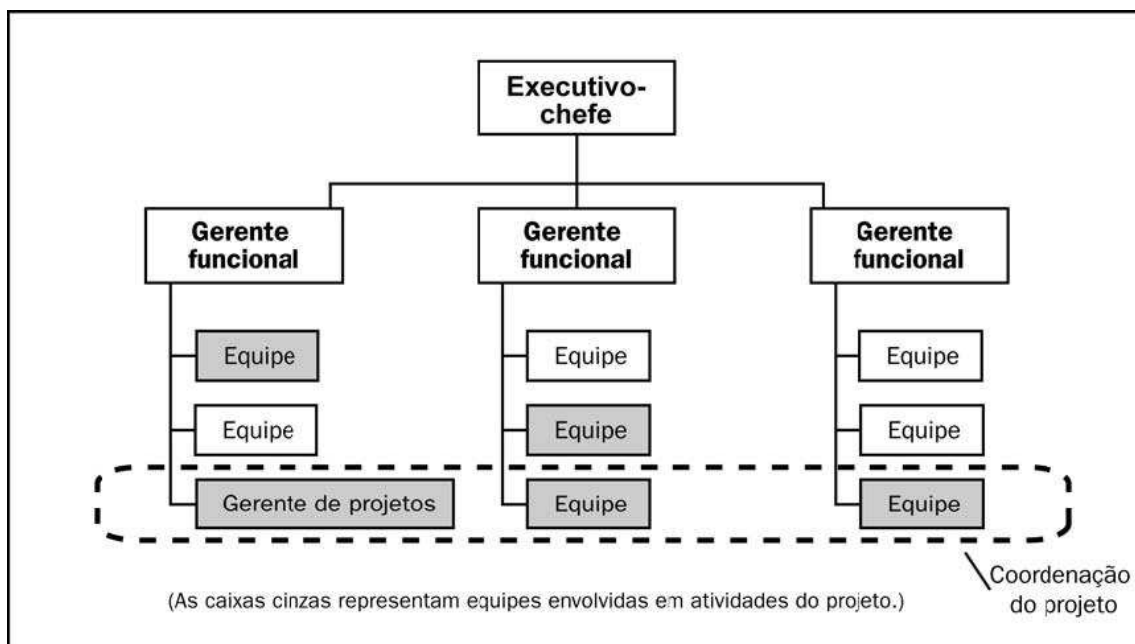 Executivo-
chefe
Gerente
funcional
Gerente
funcional
Gerente
funcional
Equipe
Equipe
Equipe
Equipe
Equipe
Equipe
Gerente de projetos
Equipe
Equipe
Coordenação
do projeto
(As caixas cinzas representam equipes envolvidas em atividades do projeto.)